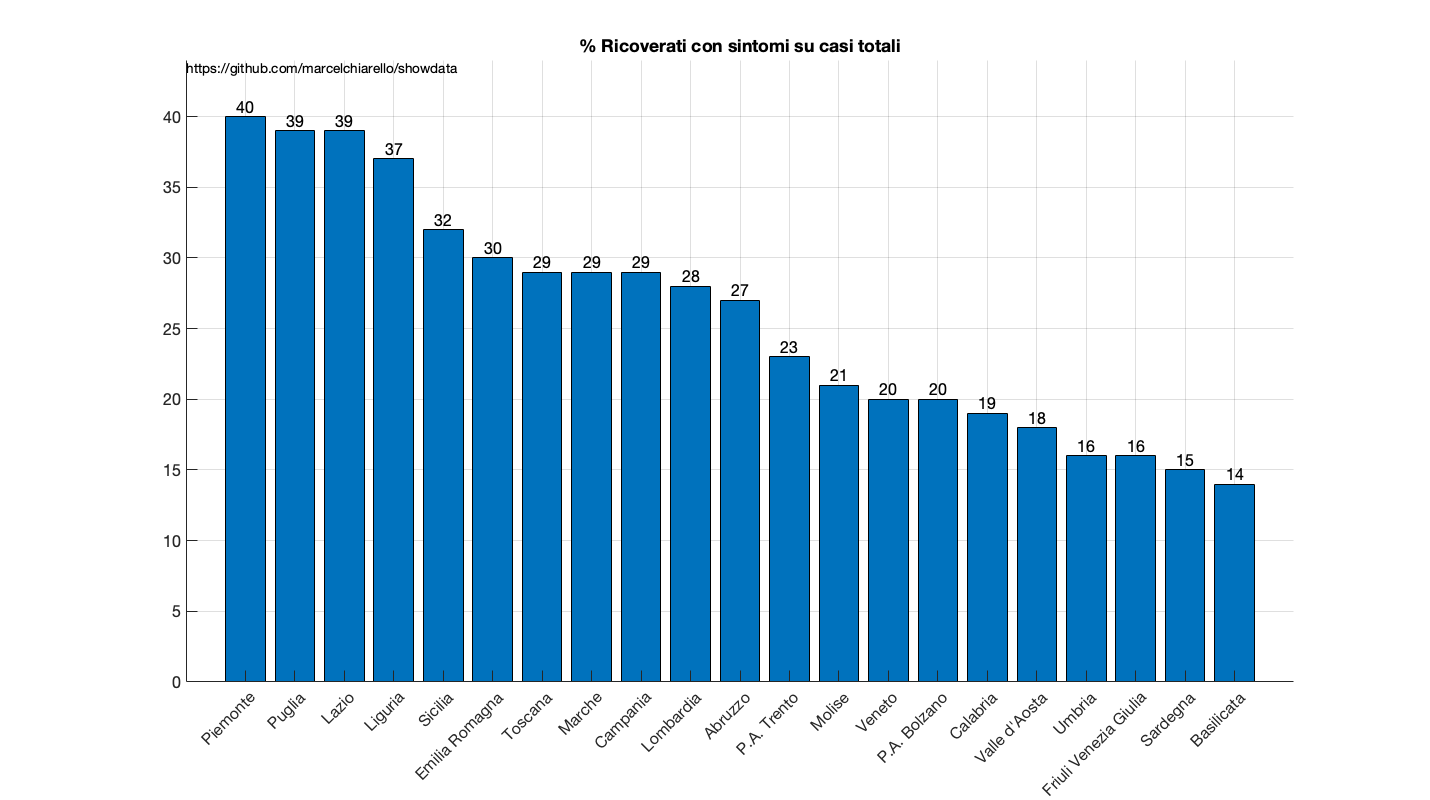 % Ricoverati con sintomi su casi totali
https://github.com/marcelchiarello/showdata
40
35
30
25
20
15
10
5
0
40
39
39
37
32
30
29
29
29
28
27
23
21
20
20
19
18
16
16
15
14
Piemonte
Puglia
Lazio
Liguria
Sicilia
Emilia Romagna
Toscana
Marche
Campania
Lombardia
Abruzzo
P.A. Trento
Molise
Veneto
P.A. Bolzano
Calabria
Valle d'Aosta
Umbria
Friuli Venezia Giulia
Sardegna
Basilicata